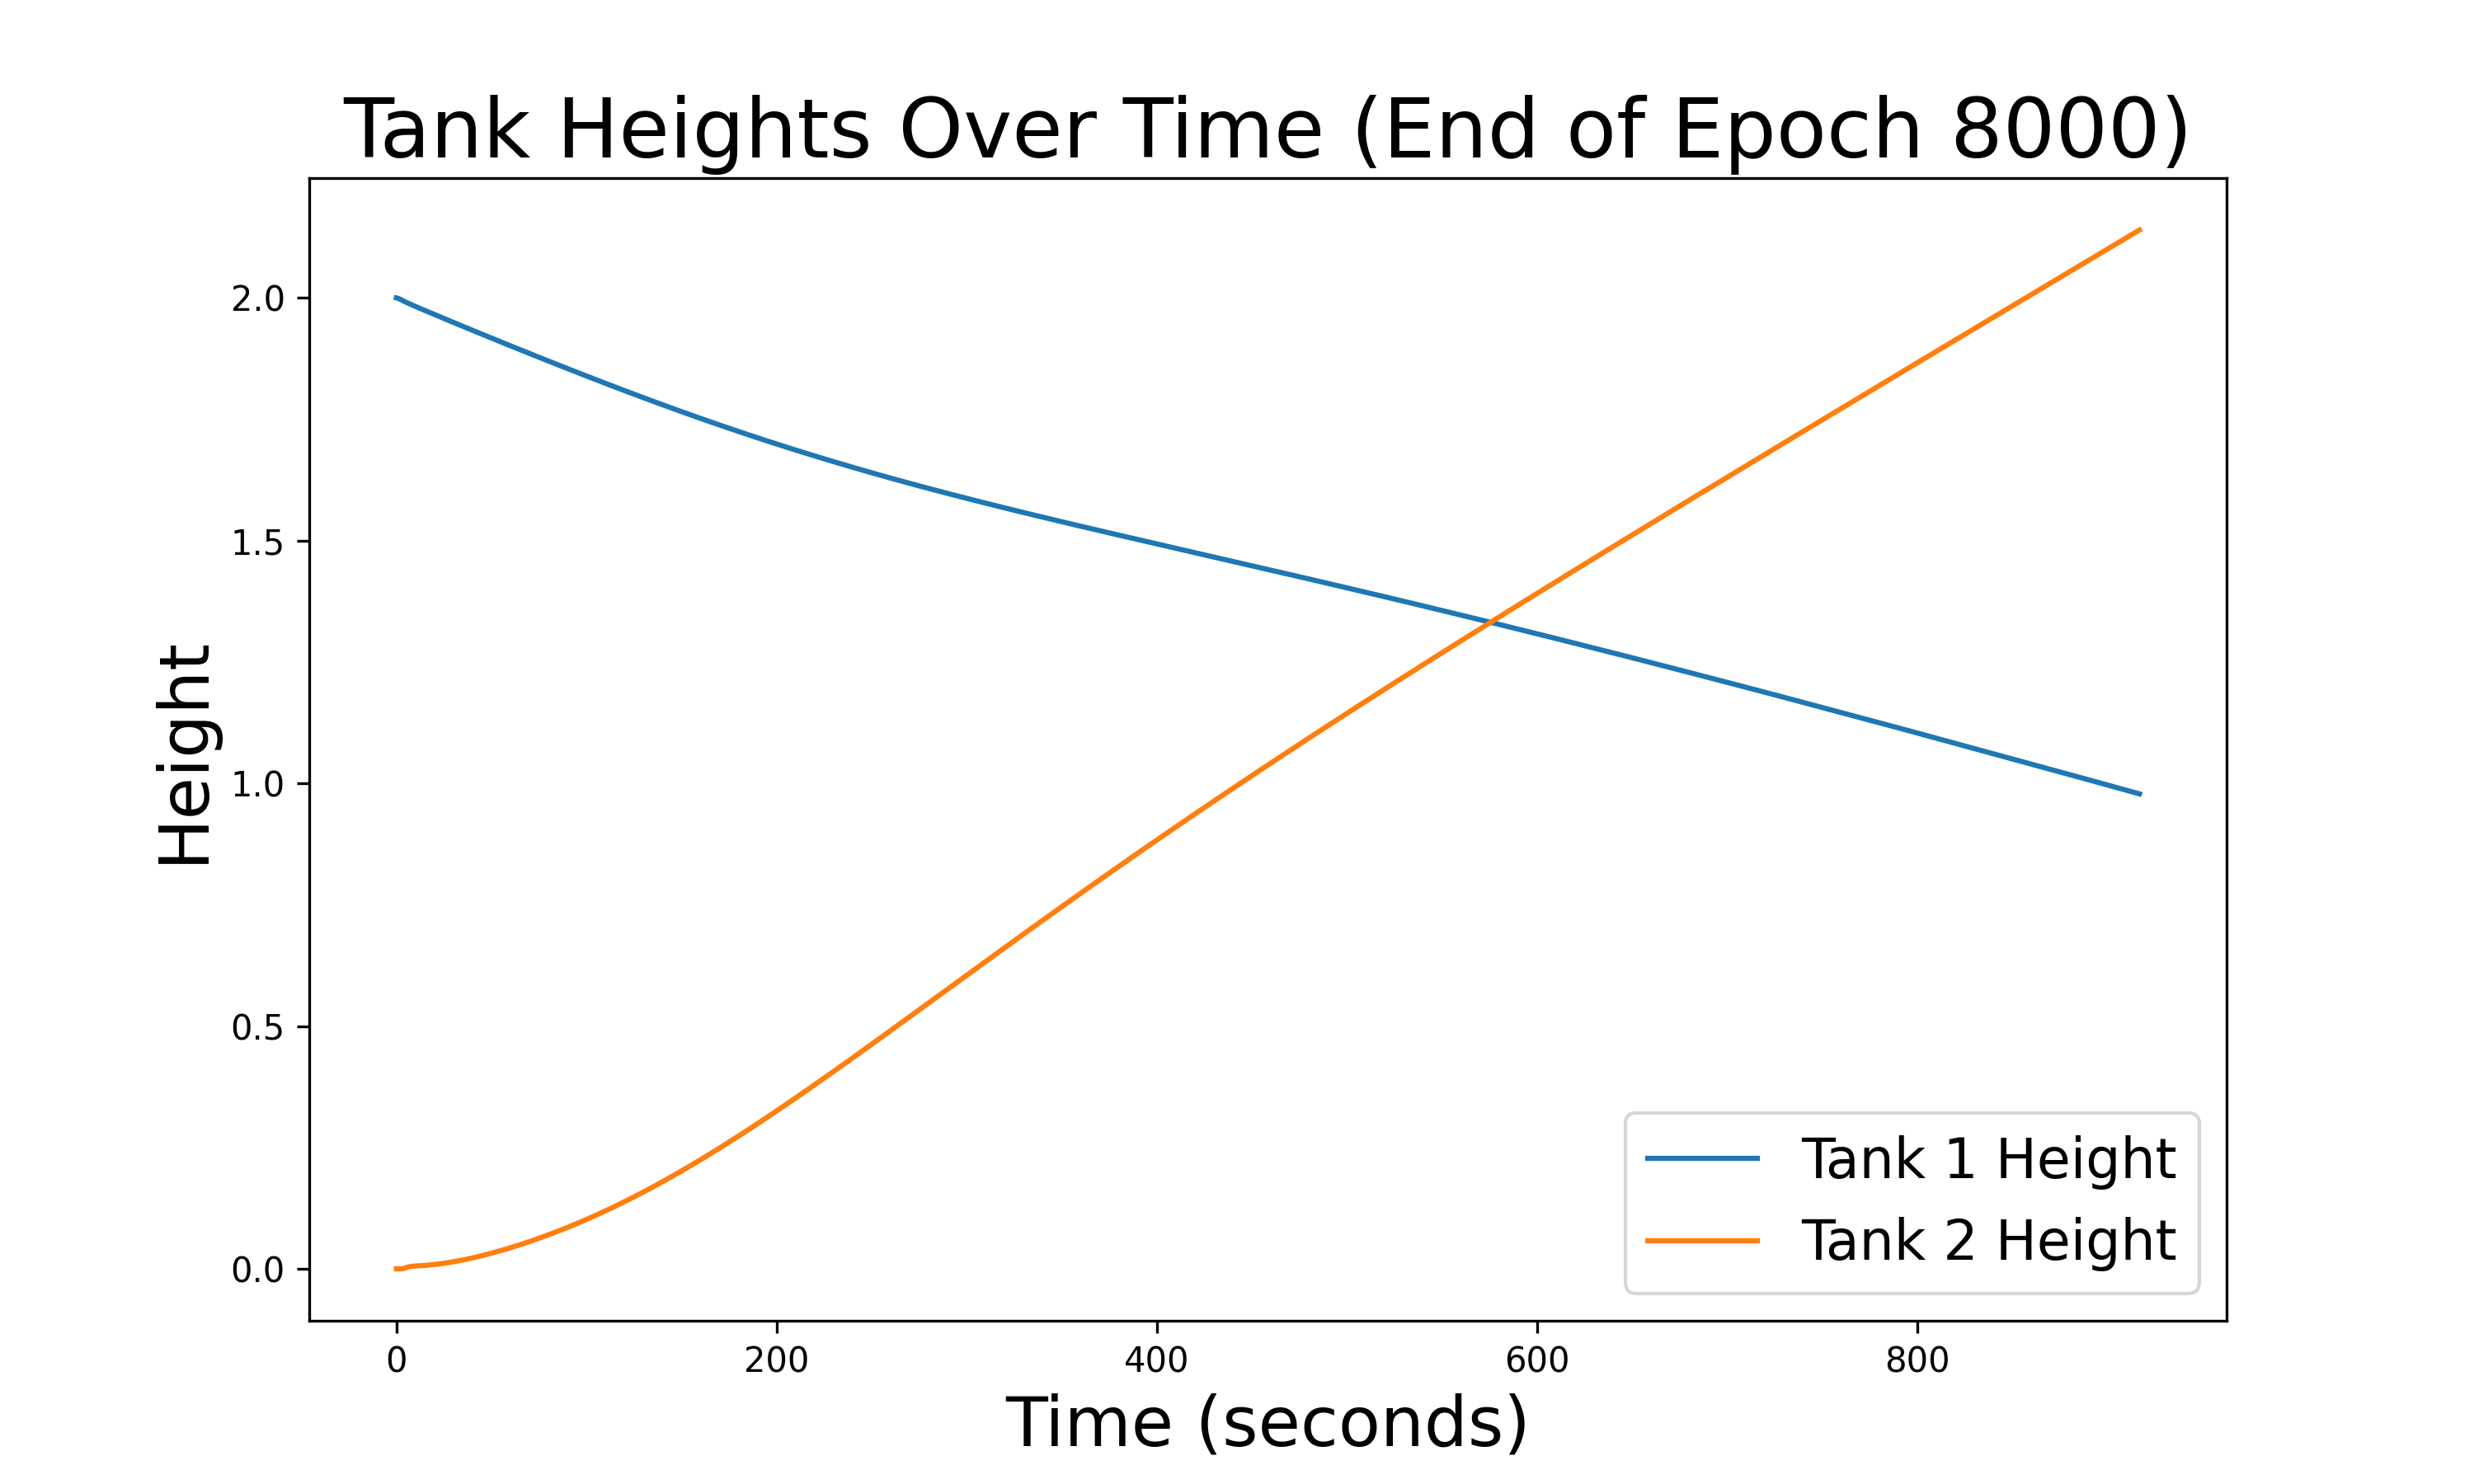 Tank Heights Over Time (End of Epoch 8000)
Height
2.0
1.5
1.0
0.5
0.0
0 200 400 600 800
Time (seconds)
Tank 1 Height
Tank 2 Height